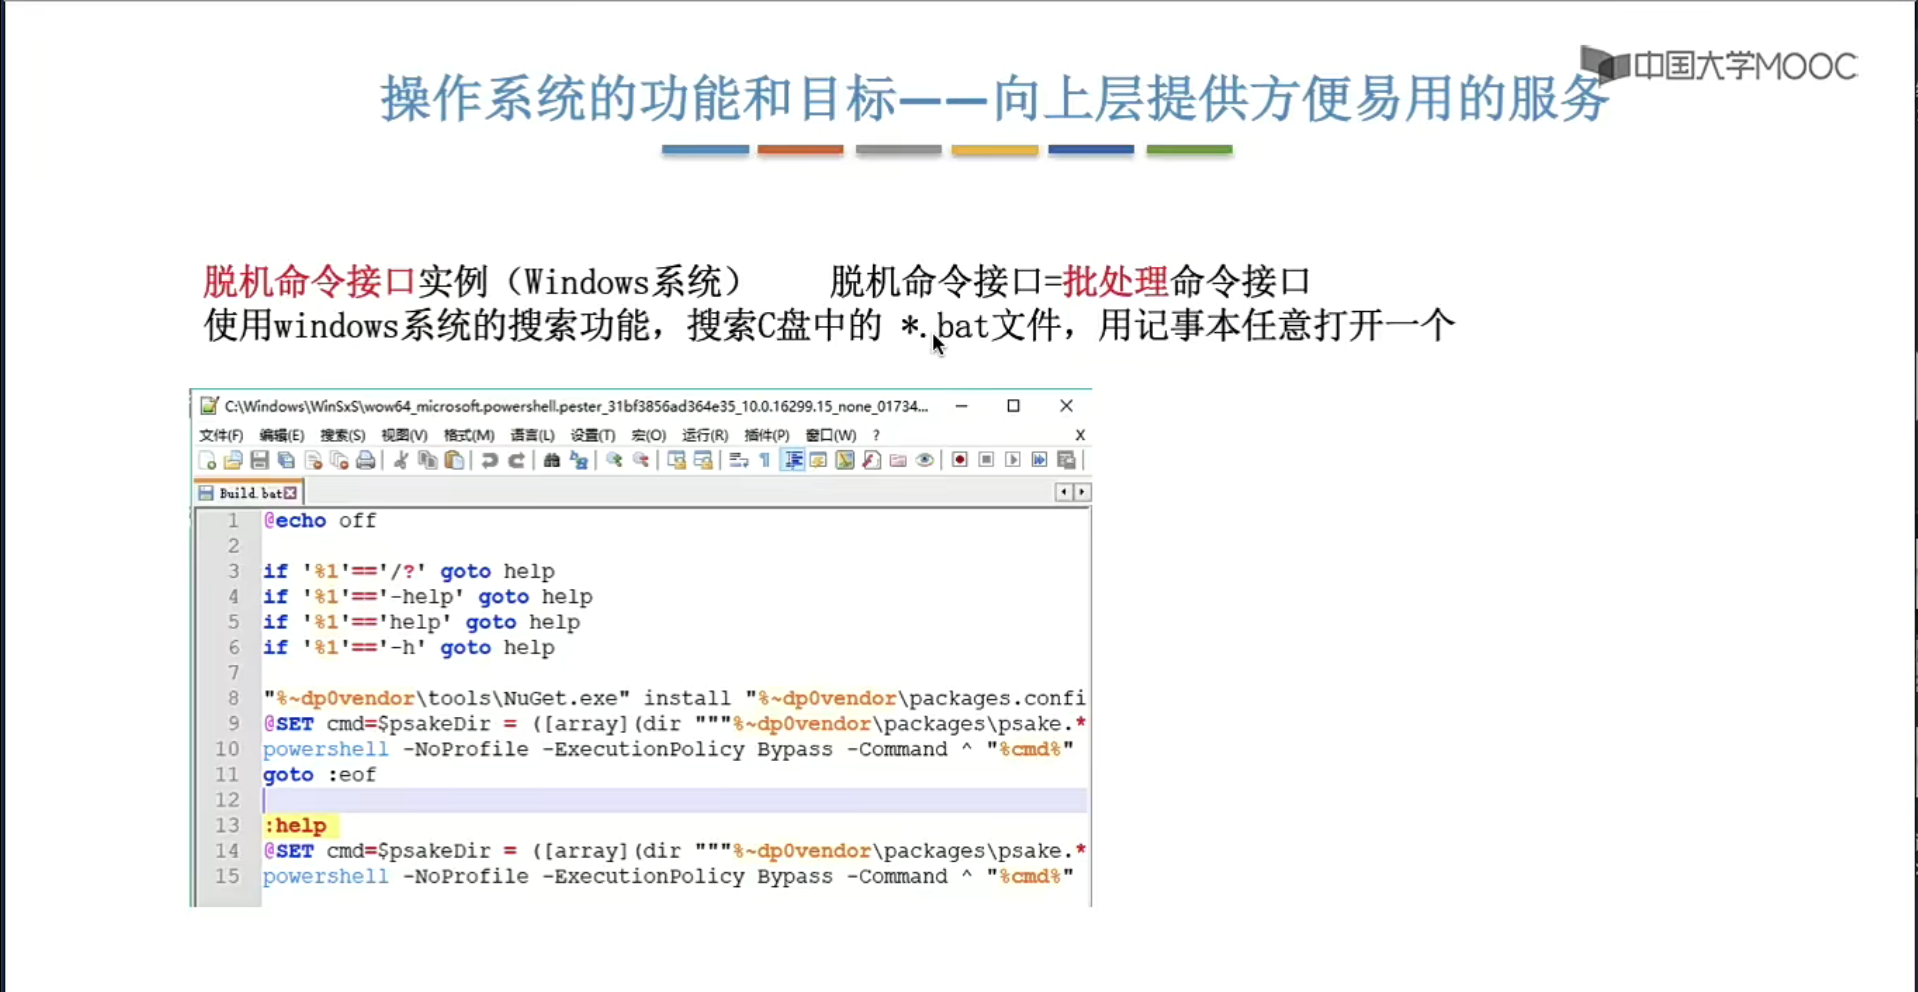 中国大学MOOC
操作系统的功能和目标——向上层提供方便易用的服务
脱机命令接口实例（Windows系统） 脱机命令接口=批处理命令接口
使用windows系统的搜索功能，搜索C盘中的 *.bat文件，用记事本任意打开一个
C:\Windows\WinSxS\wow64_microsoft.powershell.pester_31bf3856ad364e35_10.0.16299.15_none_01734...
文件(F) 编辑(E) 搜索(S) 视图(V) 格式(M) 语言(L) 设置(T) 宏(O) 运行(R) 插件(P) 窗口(W) ? X
Build.bat
1 @echo off
2
3 if '%1'=='/?' goto help
4 if '%1'=='-help' goto help
5 if '%1'=='help' goto help
6 if '%1'=='-h' goto help
7
8 "%~dp0vendor\tools\NuGet.exe" install "%~dp0vendor\packages.confi
9 @SET cmd=$psakeDir = ([array](dir """%~dp0vendor\packages\psake.*
10 powershell -NoProfile -ExecutionPolicy Bypass -Command ^ "%cmd%"
11 goto :eof
12
13 :help
14 @SET cmd=$psakeDir = ([array](dir """%~dp0vendor\packages\psake.*
15 powershell -NoProfile -ExecutionPolicy Bypass -Command ^ "%cmd%"